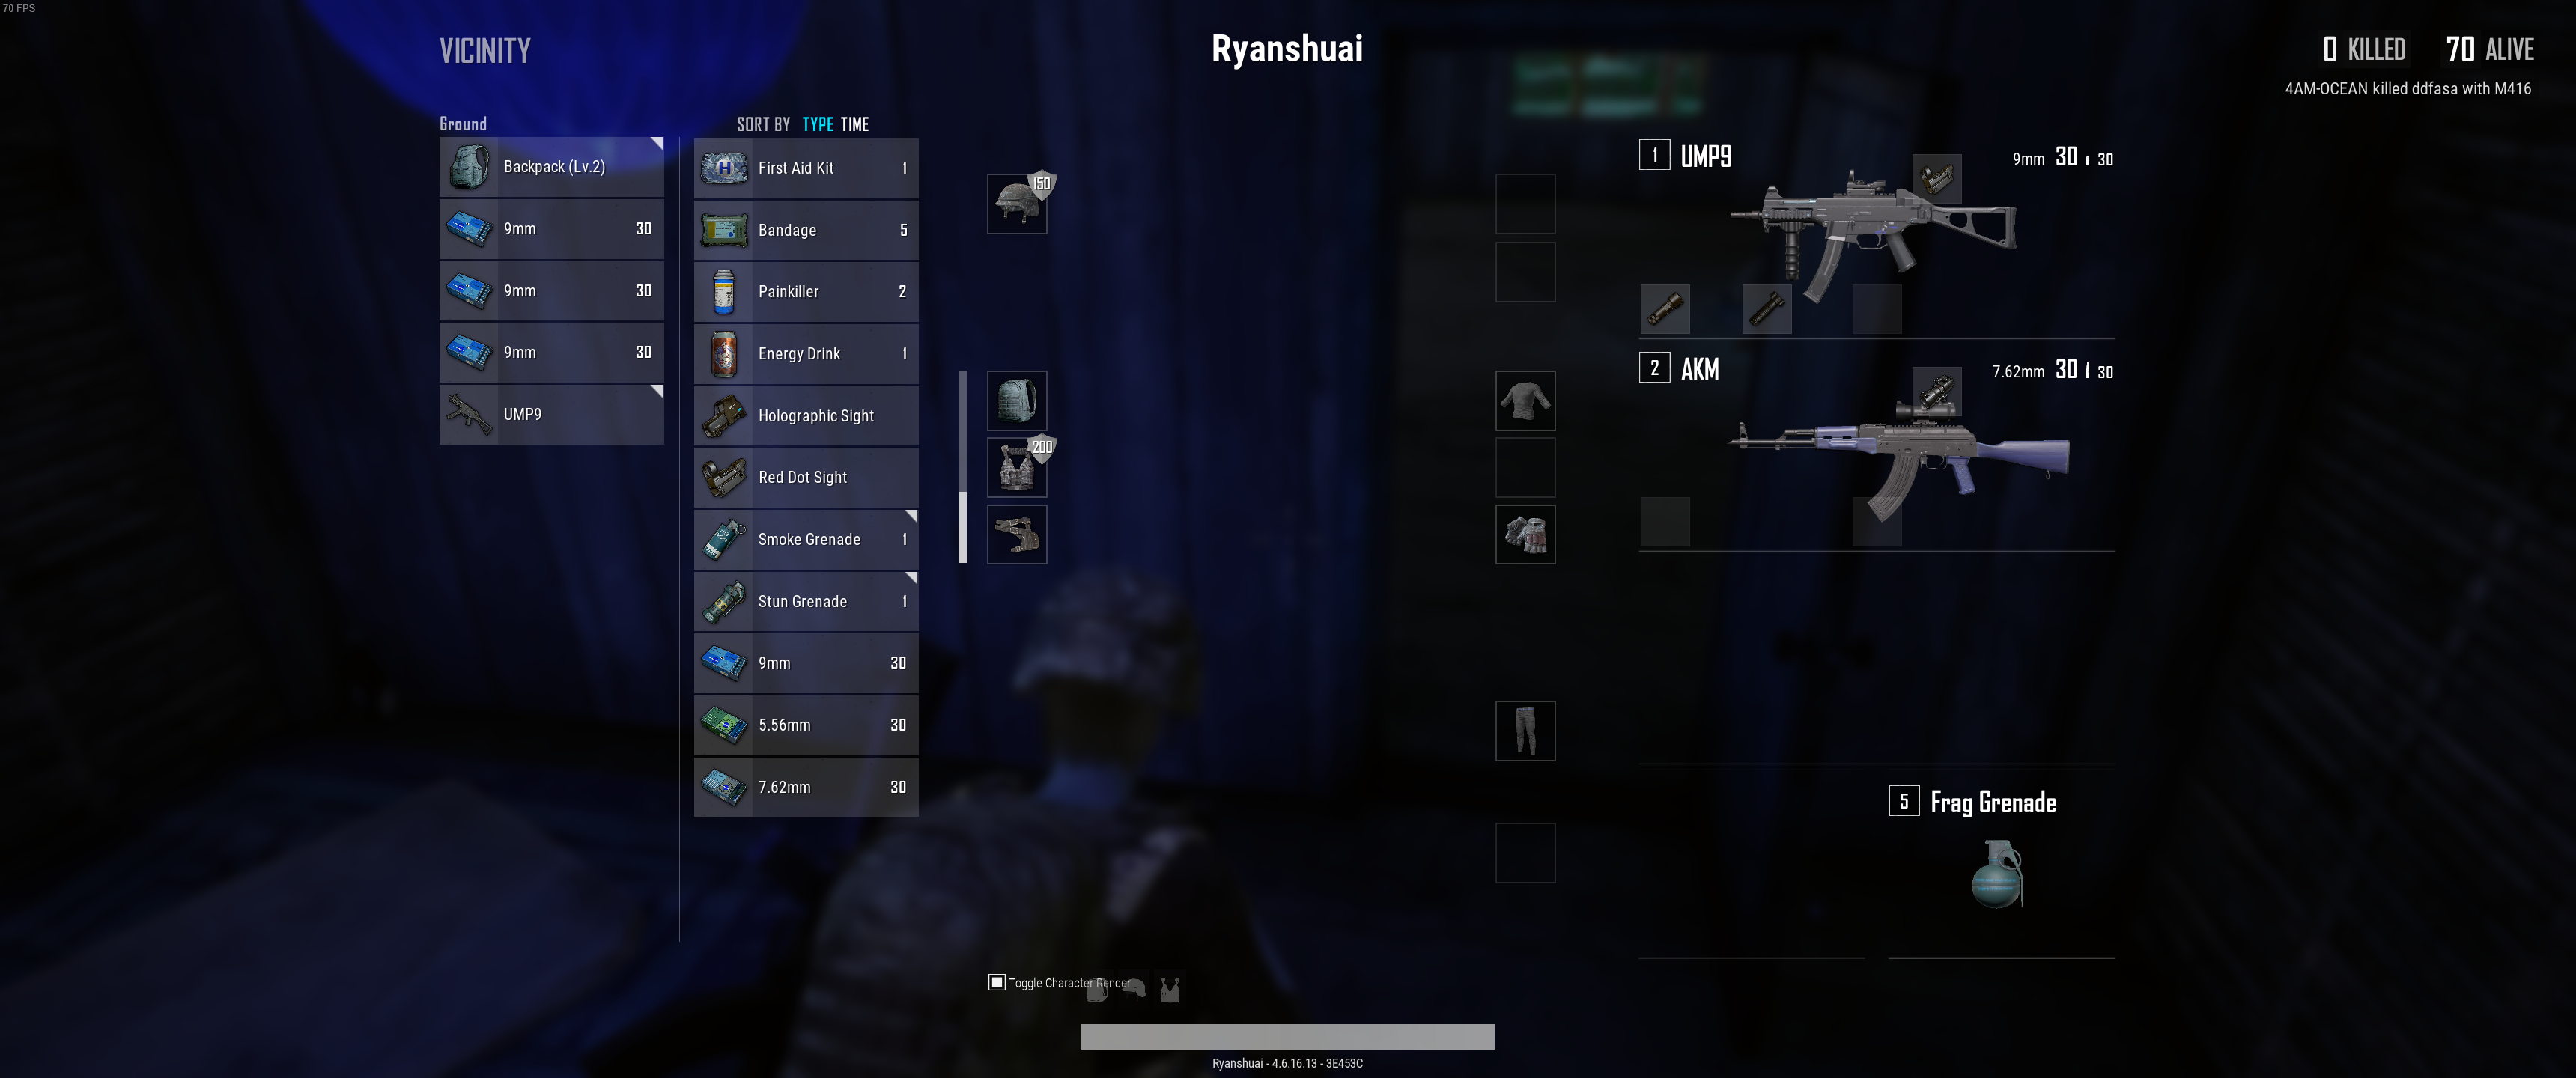 70 FPS
VICINITY
Ryanshuai
0 KILLED 70 ALIVE
4AM-OCEAN killed ddfasa with M416
Ground
SORT BY TYPE TIME
Backpack (Lv.2)
9mm 30
9mm 30
9mm 30
UMP9
First Aid Kit 1
Bandage 5
Painkiller 2
Energy Drink 1
Holographic Sight
Red Dot Sight
Smoke Grenade 1
Stun Grenade 1
9mm 30
5.56mm 30
7.62mm 30
150
200
1 UMP9 9mm 30 30
2 AKM 7.62mm 30 30
5 Frag Grenade
Toggle Character Render
Ryanshuai - 4.6.16.13 - 3E453C